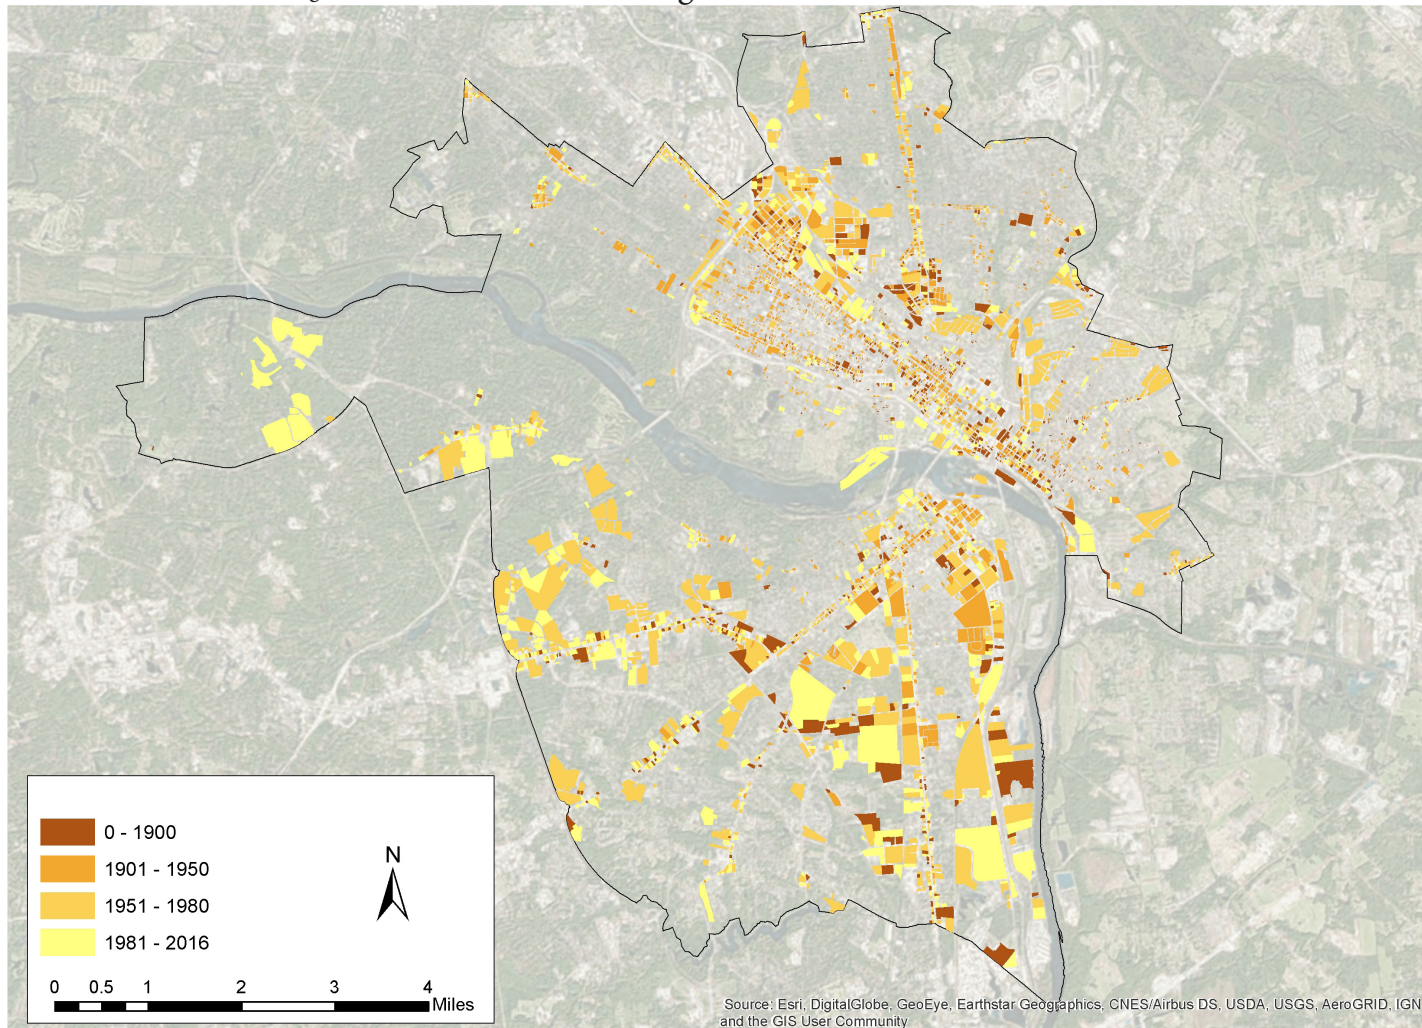 0 - 1900
1901 - 1950
1951 - 1980
1981 - 2016
N
0 0.5 1 2 3 4
Miles
Source: Esri, DigitalGlobe, GeoEye, Earthstar Geographics, CNES/Airbus DS, USDA, USGS, AeroGRID, IGN
and the GIS User Community